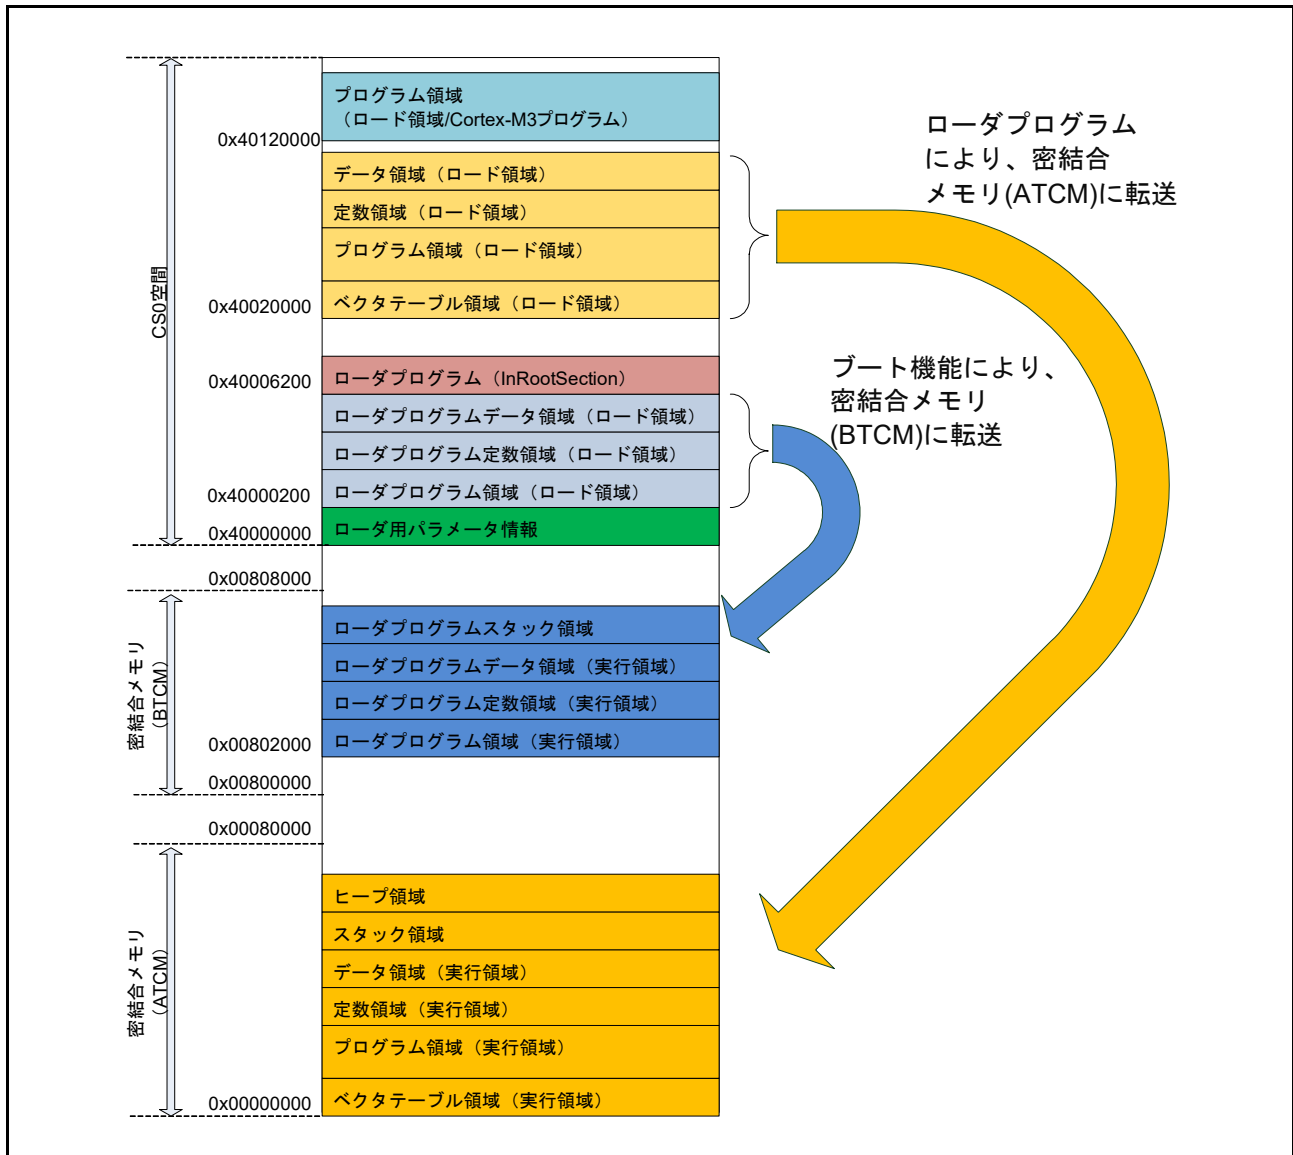 プログラム領域
（ロード領域/Cortex-M3プログラム）
0x40120000
データ領域（ロード領域）
定数領域（ロード領域）
プログラム領域（ロード領域）
0x40020000
ベクタテーブル領域（ロード領域）
CS0空間
0x40006200
ローダプログラム（InRootSection）
ローダプログラムデータ領域（ロード領域）
ローダプログラム定数領域（ロード領域）
0x40000200
ローダプログラム領域（ロード領域）
0x40000000
ローダ用パラメータ情報
ローダプログラム
により、密結合
メモリ(ATCM)に転送
ブート機能により、
密結合メモリ
(BTCM)に転送
0x00808000
密結合メモリ
（BTCM）
ローダプログラムスタック領域
ローダプログラムデータ領域（実行領域）
ローダプログラム定数領域（実行領域）
0x00802000
ローダプログラム領域（実行領域）
0x00800000
0x00080000
密結合メモリ
（ATCM）
ヒープ領域
スタック領域
データ領域（実行領域）
定数領域（実行領域）
プログラム領域（実行領域）
0x00000000
ベクタテーブル領域（実行領域）